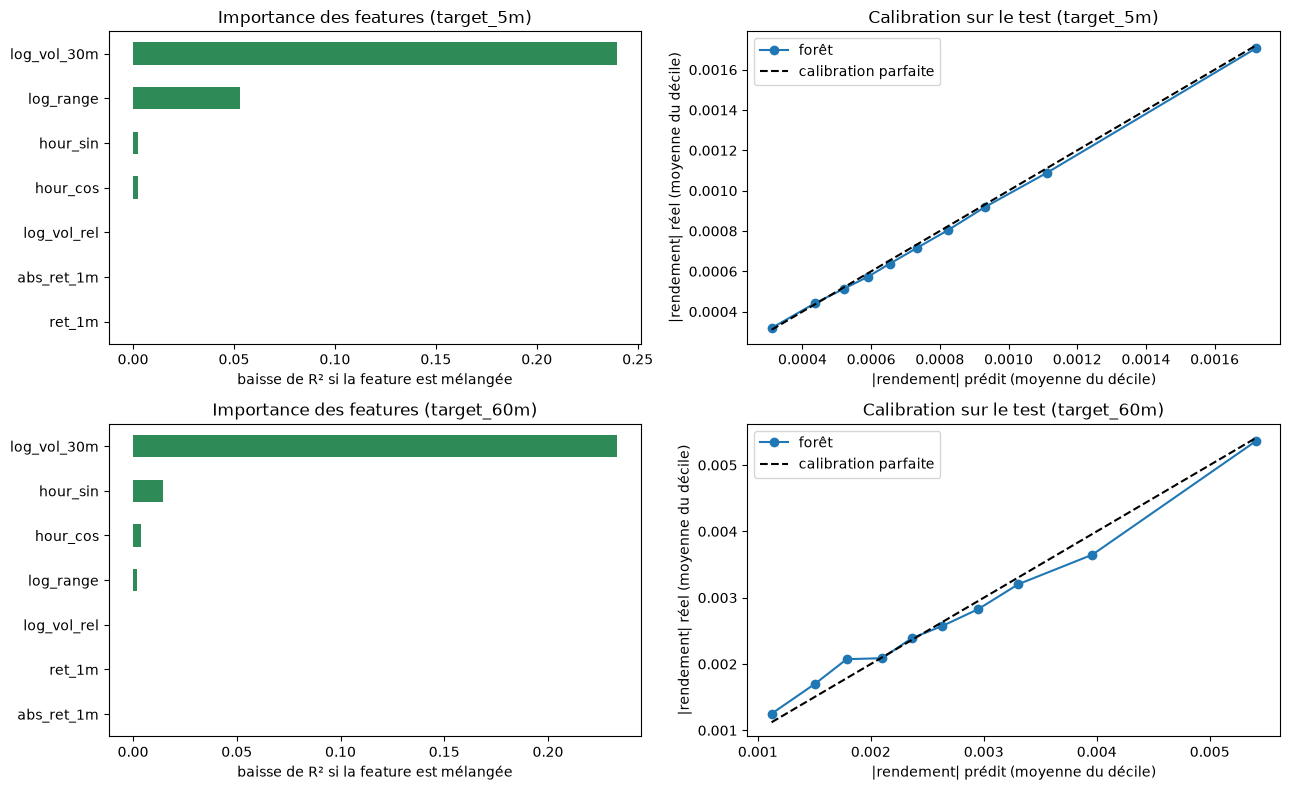 Importance des features (target_5m)
log_vol_30m
log_range
hour_sin
hour_cos
log_vol_rel
abs_ret_1m
ret_1m
0.00 0.05 0.10 0.15 0.20 0.25
baisse de R² si la feature est mélangée
Calibration sur le test (target_5m)
forêt
calibration parfaite
|rendement| réel (moyenne du décile)
0.0016
0.0014
0.0012
0.0010
0.0008
0.0006
0.0004
0.0004 0.0006 0.0008 0.0010 0.0012 0.0014 0.0016
|rendement| prédit (moyenne du décile)
Importance des features (target_60m)
log_vol_30m
hour_sin
hour_cos
log_range
log_vol_rel
ret_1m
abs_ret_1m
0.00 0.05 0.10 0.15 0.20
baisse de R² si la feature est mélangée
Calibration sur le test (target_60m)
forêt
calibration parfaite
|rendement| réel (moyenne du décile)
0.005
0.004
0.003
0.002
0.001
0.001 0.002 0.003 0.004 0.005
|rendement| prédit (moyenne du décile)